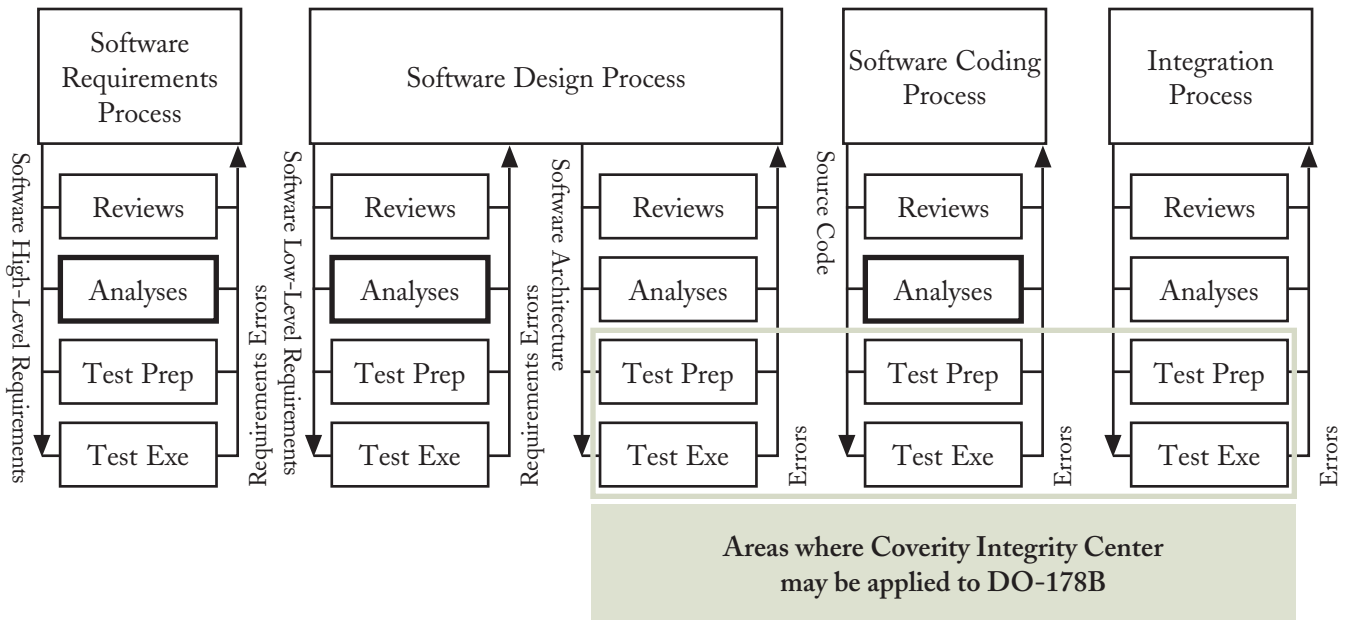 Software
Requirements
Process
Software Design Process
Software Coding
Process
Integration
Process
Software High-Level Requirements
Reviews
Analyses
Test Prep
Test Exe
Requirements Errors
Software Low-Level Requirements
Reviews
Analyses
Test Prep
Test Exe
Requirements Errors
Software Architecture
Reviews
Analyses
Test Prep
Test Exe
Errors
Source Code
Reviews
Analyses
Test Prep
Test Exe
Errors
Reviews
Analyses
Test Prep
Test Exe
Errors
Areas where Coverity Integrity Center
may be applied to DO-178B